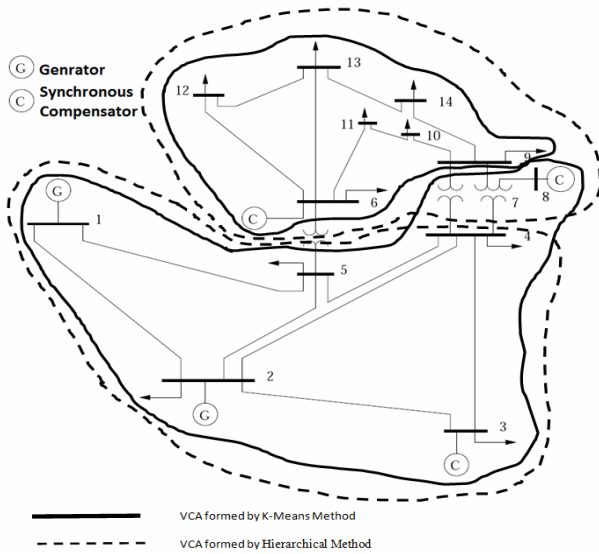 G Genrator
C Synchronous
Compensator
13
12
14
11
10
9
C
6
7
8
C
G
1
4
5
2
G
3
C
VCA formed by K-Means Method
VCA formed by Hierarchical Method